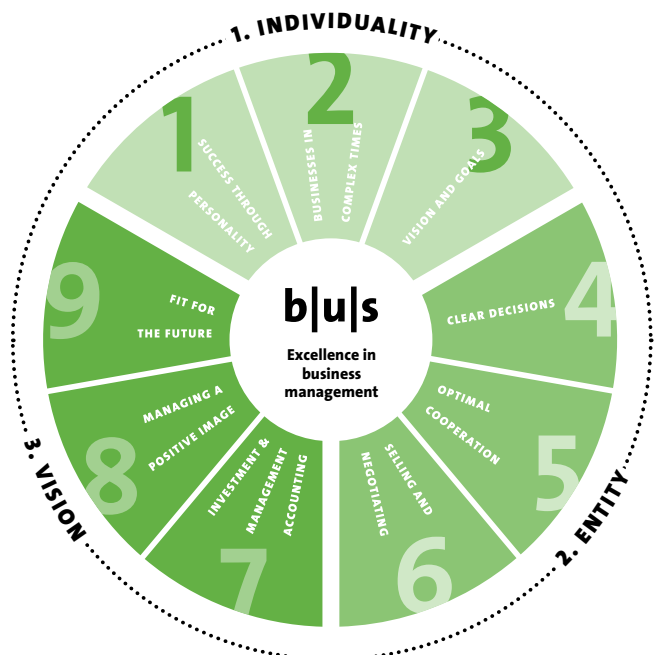 1. INDIVIDUALITY
1
SUCCESS THROUGH
PERSONALITY
2
BUSINESSES IN
COMPLEX TIMES
3
VISION AND GOALS
b|u|s
Excellence in
business
management
2. ENTITY
4
CLEAR DECISIONS
5
OPTIMAL
COOPERATION
6
SELLING AND
NEGOTIATING
3. VISION
7
INVESTMENT &
MANAGEMENT
ACCOUNTING
8
MANAGING A
POSITIVE IMAGE
9
FIT FOR
THE FUTURE